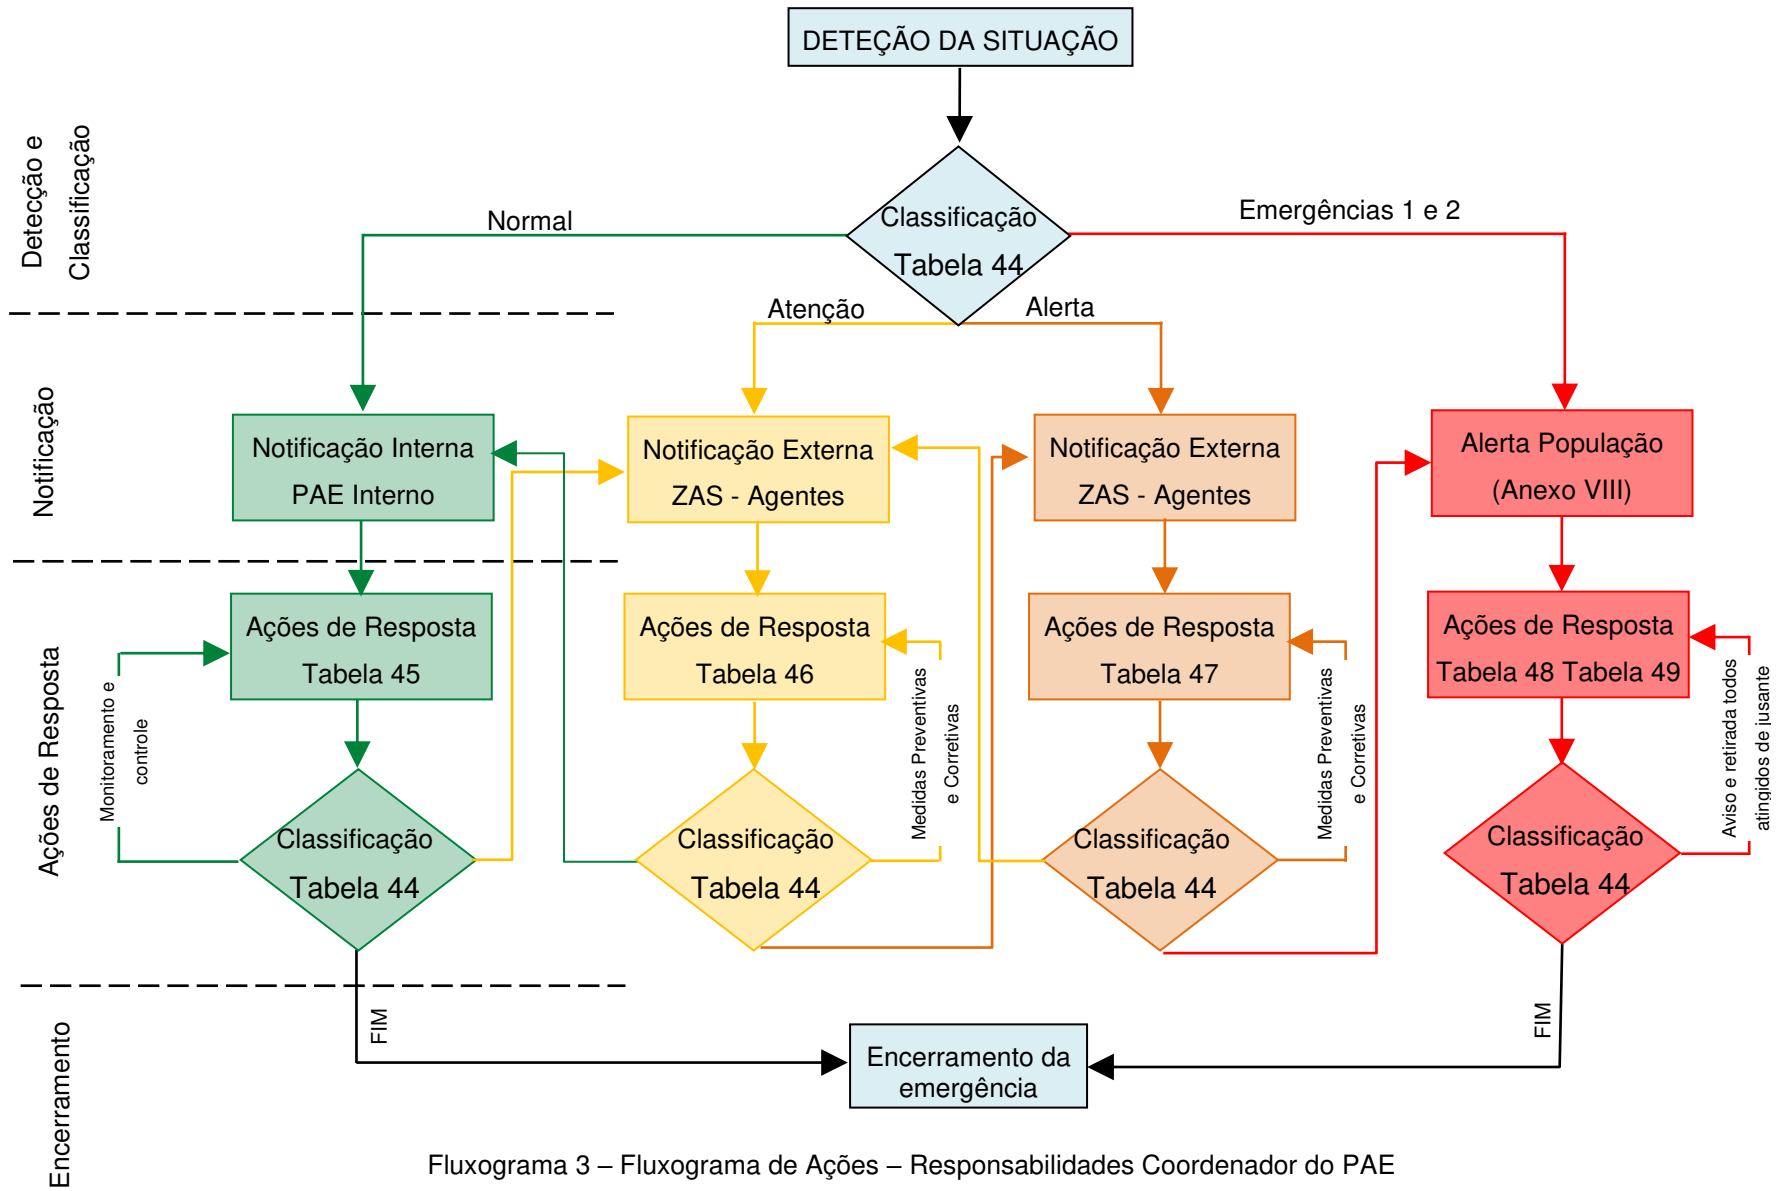 DETEÇÃO DA SITUAÇÃO
Detecção e
Classificação
Classificação
Tabela 44
Normal
Emergências 1 e 2
Atenção
Alerta
Notificação
Notificação Interna
PAE Interno
Notificação Externa
ZAS - Agentes
Notificação Externa
ZAS - Agentes
Alerta População
(Anexo VIII)
Ações de Resposta
Ações de Resposta
Tabela 45
Ações de Resposta
Tabela 46
Ações de Resposta
Tabela 47
Ações de Resposta
Tabela 48 Tabela 49
Monitoramento e
controle
Medidas Preventivas
e Corretivas
Medidas Preventivas
e Corretivas
Aviso e retirada todos
atingidos de jusante
Classificação
Tabela 44
Classificação
Tabela 44
Classificação
Tabela 44
Classificação
Tabela 44
Encerramento
FIM
FIM
Encerramento da
emergência
Fluxograma 3 – Fluxograma de Ações – Responsabilidades Coordenador do PAE